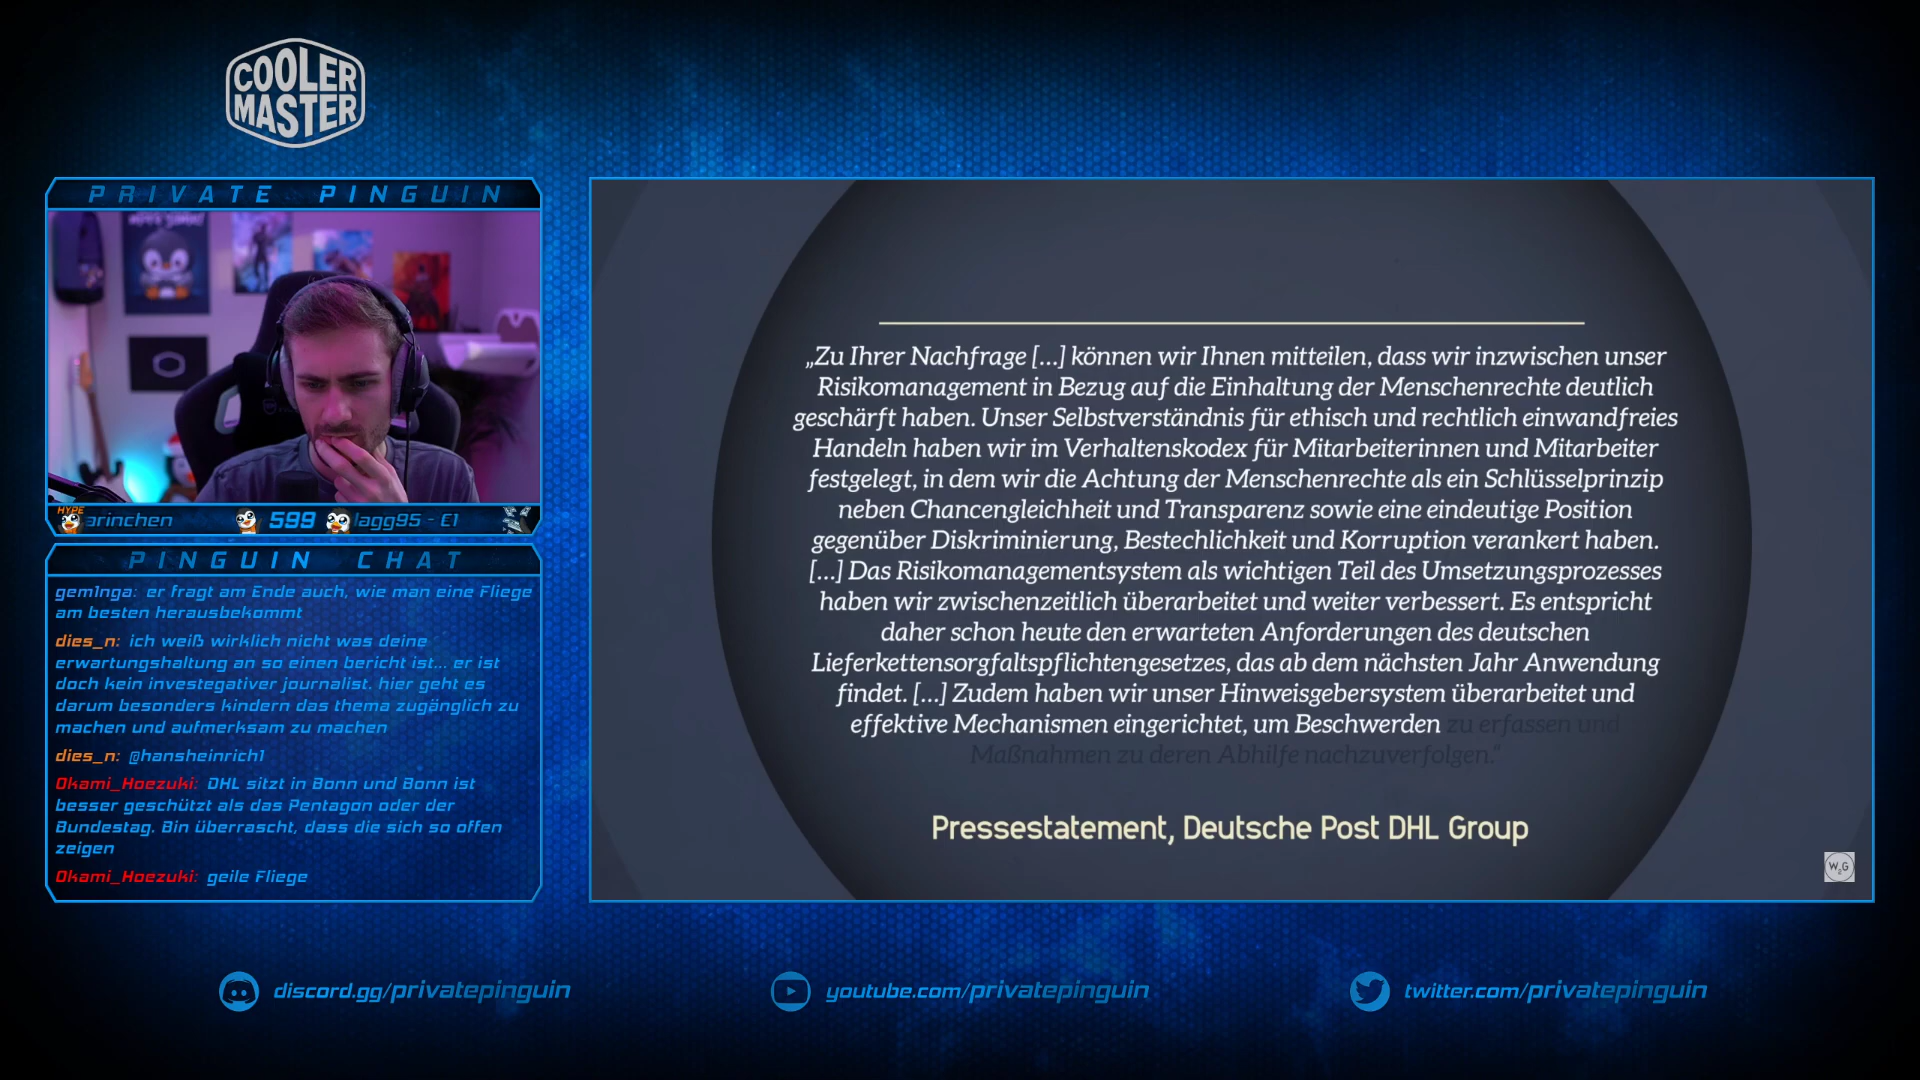 COOLER
MASTER
PRIVATE PINGUIN
HYPE
arinchen
599
lagg95 - €1
PINGUIN CHAT
gem1nga: er fragt am Ende auch, wie man eine Fliege
am besten herausbekommt
dies_n: ich weiß wirklich nicht was deine
erwartungshaltung an so einen bericht ist... er ist
doch kein investegativer journalist. hier geht es
darum besonders kindern das thema zugänglich zu
machen und aufmerksam zu machen
dies_n: @hansheinrich1
Okami_Hoezuki: DHL sitzt in Bonn und Bonn ist
besser geschützt als das Pentagon oder der
Bundestag. Bin überrascht, dass die sich so offen
zeigen
Okami_Hoezuki: geile Fliege
„Zu Ihrer Nachfrage [...] können wir Ihnen mitteilen, dass wir inzwischen unser
Risikomanagement in Bezug auf die Einhaltung der Menschenrechte deutlich
geschärft haben. Unser Selbstverständnis für ethisch und rechtlich einwandfreies
Handeln haben wir im Verhaltenskodex für Mitarbeiterinnen und Mitarbeiter
festgelegt, in dem wir die Achtung der Menschenrechte als ein Schlüsselprinzip
neben Chancengleichheit und Transparenz sowie eine eindeutige Position
gegenüber Diskriminierung, Bestechlichkeit und Korruption verankert haben.
[...] Das Risikomanagementsystem als wichtigen Teil des Umsetzungsprozesses
haben wir zwischenzeitlich überarbeitet und weiter verbessert. Es entspricht
daher schon heute den erwarteten Anforderungen des deutschen
Lieferkettensorgfaltspflichtengesetzes, das ab dem nächsten Jahr Anwendung
findet. [...] Zudem haben wir unser Hinweisgebersystem überarbeitet und
effektive Mechanismen eingerichtet, um Beschwerden zu erfassen und
Maßnahmen zu deren Abhilfe nachzuverfolgen.“
Pressestatement, Deutsche Post DHL Group
W2G
discord.gg/privatepinguin
youtube.com/privatepinguin
twitter.com/privatepinguin